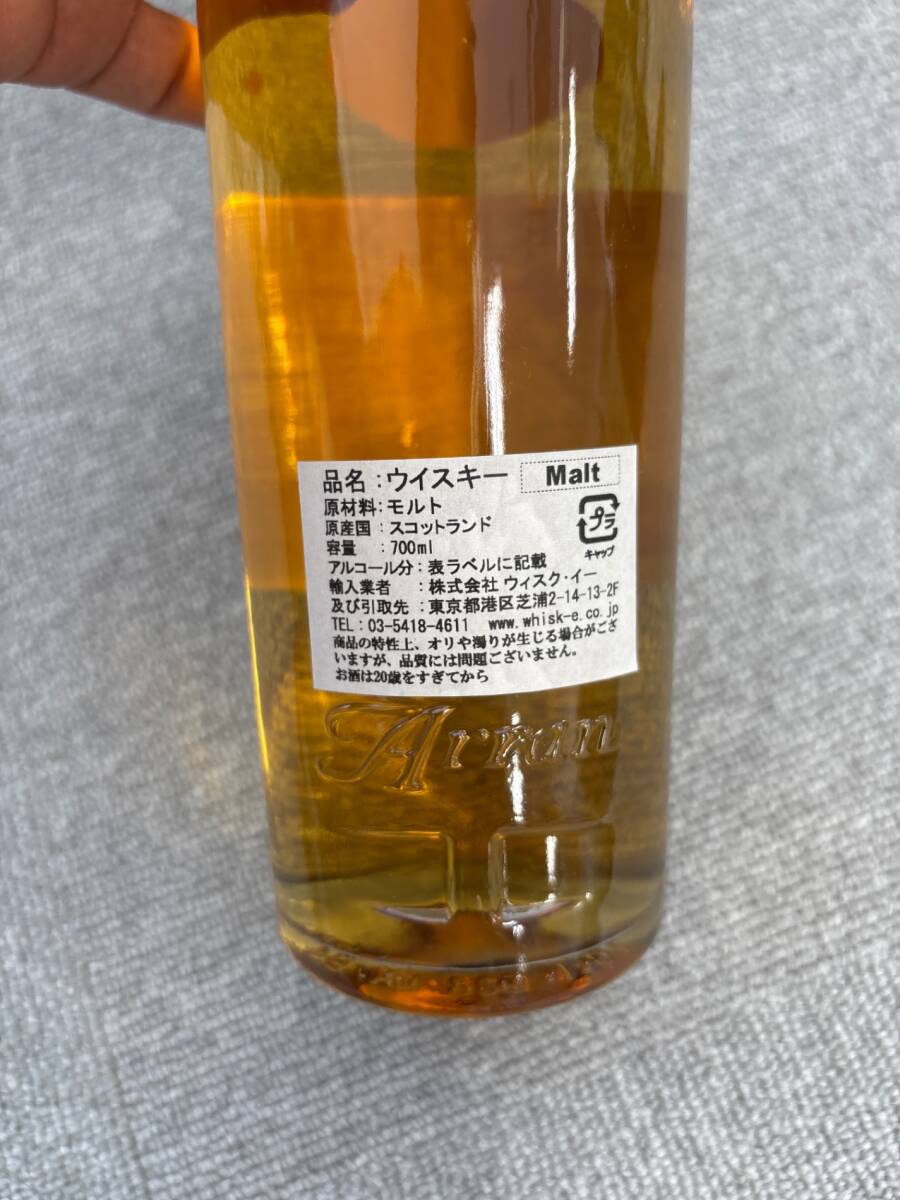 品名：ウイスキー Malt
原材料：モルト
原産国：スコットランド
容量：700ml
プラ
キャップ
アルコール分：表ラベルに記載
輸入業者：株式会社 ウィスク・イー
及び引取先：東京都港区芝浦2-14-13-2F
TEL：03-5418-4611 www.whisk-e.co.jp
商品の特性上、オリや濁りが生じる場合がござ
いますが、品質には問題ございません。
お酒は20歳をすぎてから
Arran